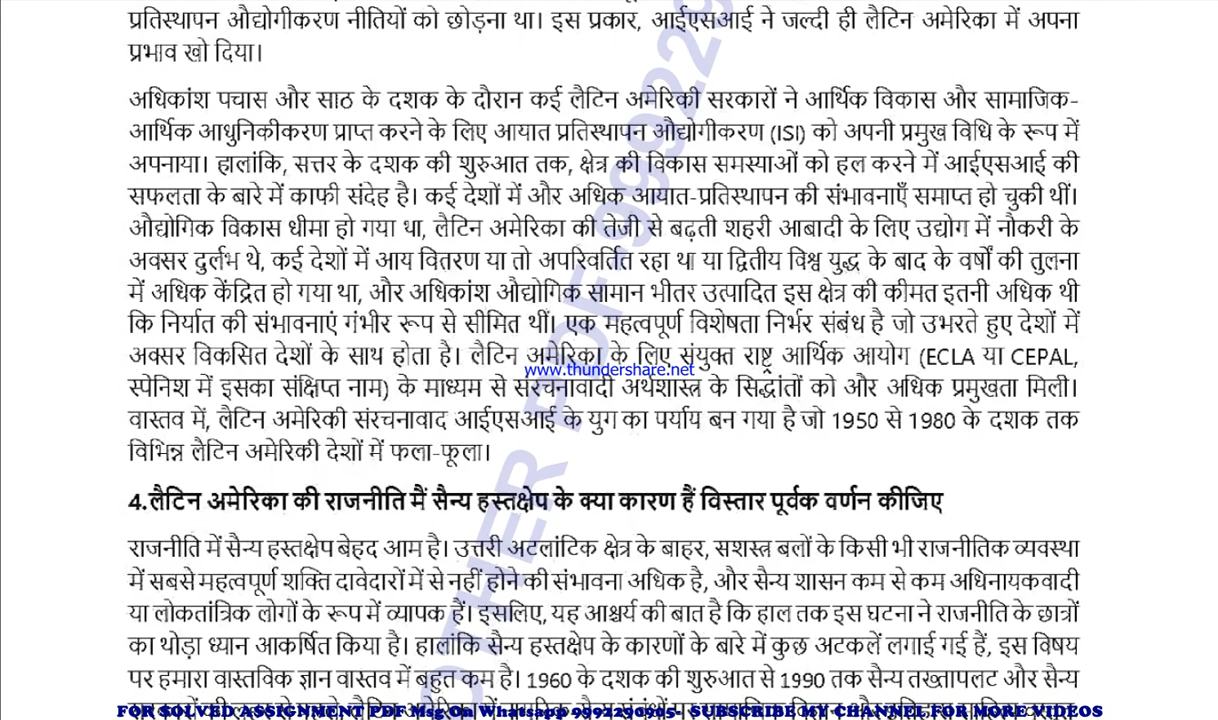 प्रतिस्थापन औद्योगीकरण नीतियों को छोड़ना था। इस प्रकार, आईएसआई ने जल्दी ही लैटिन अमेरिका में अपना
प्रभाव खो दिया।
अधिकांश पचास और साठ के दशक के दौरान कई लैटिन अमेरिकी सरकारों ने आर्थिक विकास और सामाजिक-
आर्थिक आधुनिकीकरण प्राप्त करने के लिए आयात प्रतिस्थापन औद्योगीकरण (ISI) को अपनी प्रमुख विधि के रूप में
अपनाया। हालांकि, सत्तर के दशक की शुरुआत तक, क्षेत्र की विकास समस्याओं को हल करने में आईएसआई की
सफलता के बारे में काफी संदेह है। कई देशों में और अधिक आयात-प्रतिस्थापन की संभावनाएँ समाप्त हो चुकी थीं।
औद्योगिक विकास धीमा हो गया था, लैटिन अमेरिका की तेजी से बढ़ती शहरी आबादी के लिए उद्योग में नौकरी के
अवसर दुर्लभ थे, कई देशों में आय वितरण या तो अपरिवर्तित रहा था या द्वितीय विश्व युद्ध के बाद के वर्षों की तुलना
में अधिक केंद्रित हो गया था, और अधिकांश औद्योगिक सामान भीतर उत्पादित इस क्षेत्र की कीमत इतनी अधिक थी
कि निर्यात की संभावनाएं गंभीर रूप से सीमित थीं। एक महत्वपूर्ण विशेषता निर्भर संबंध है जो उभरते हुए देशों में
अक्सर विकसित देशों के साथ होता है। लैटिन अमेरिका के लिए संयुक्त राष्ट्र आर्थिक आयोग (ECLA या CEPAL,
www.thundershare.net
स्पेनिश में इसका संक्षिप्त नाम) के माध्यम से संरचनावादी अर्थशास्त्र के सिद्धांतों को और अधिक प्रमुखता मिली।
वास्तव में, लैटिन अमेरिकी संरचनावाद आईएसआई के युग का पर्याय बन गया है जो 1950 से 1980 के दशक तक
विभिन्न लैटिन अमेरिकी देशों में फला-फूला।
4.लैटिन अमेरिका की राजनीति मैं सैन्य हस्तक्षेप के क्या कारण हैं विस्तार पूर्वक वर्णन कीजिए
राजनीति में सैन्य हस्तक्षेप बेहद आम है। उत्तरी अटलांटिक क्षेत्र के बाहर, सशस्त्र बलों के किसी भी राजनीतिक व्यवस्था
में सबसे महत्वपूर्ण शक्ति दावेदारों में से नहीं होने की संभावना अधिक है, और सैन्य शासन कम से कम अधिनायकवादी
या लोकतांत्रिक लोगों के रूप में व्यापक हैं। इसलिए, यह आश्चर्य की बात है कि हाल तक इस घटना ने राजनीति के छात्रों
का थोड़ा ध्यान आकर्षित किया है। हालांकि सैन्य हस्तक्षेप के कारणों के बारे में कुछ अटकलें लगाई गई हैं, इस विषय
पर हमारा वास्तविक ज्ञान वास्तव में बहुत कम है। 1960 के दशक की शुरुआत से 1990 तक सैन्य तख्तापलट और सैन्य
FOR SOLVED ASSIGNMENT PDF Msg On Whatsapp 9992290905- SUBSCRIBE MY CHANNEL FOR MORE VIDEOS
OTHER PDF-999229